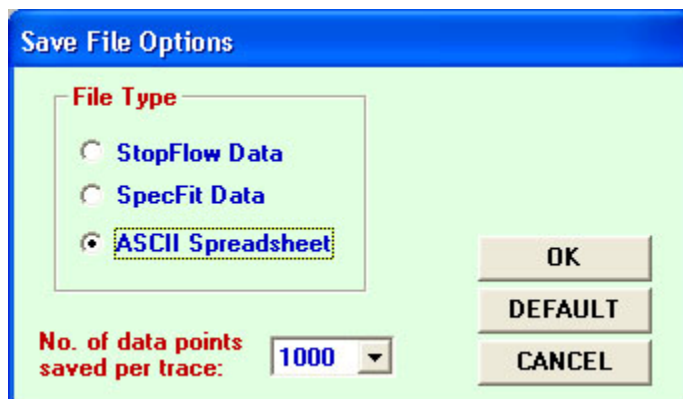 Save File Options
File Type
StopFlow Data
SpecFit Data
ASCII Spreadsheet
OK
DEFAULT
No. of data points
saved per trace:
1000
CANCEL